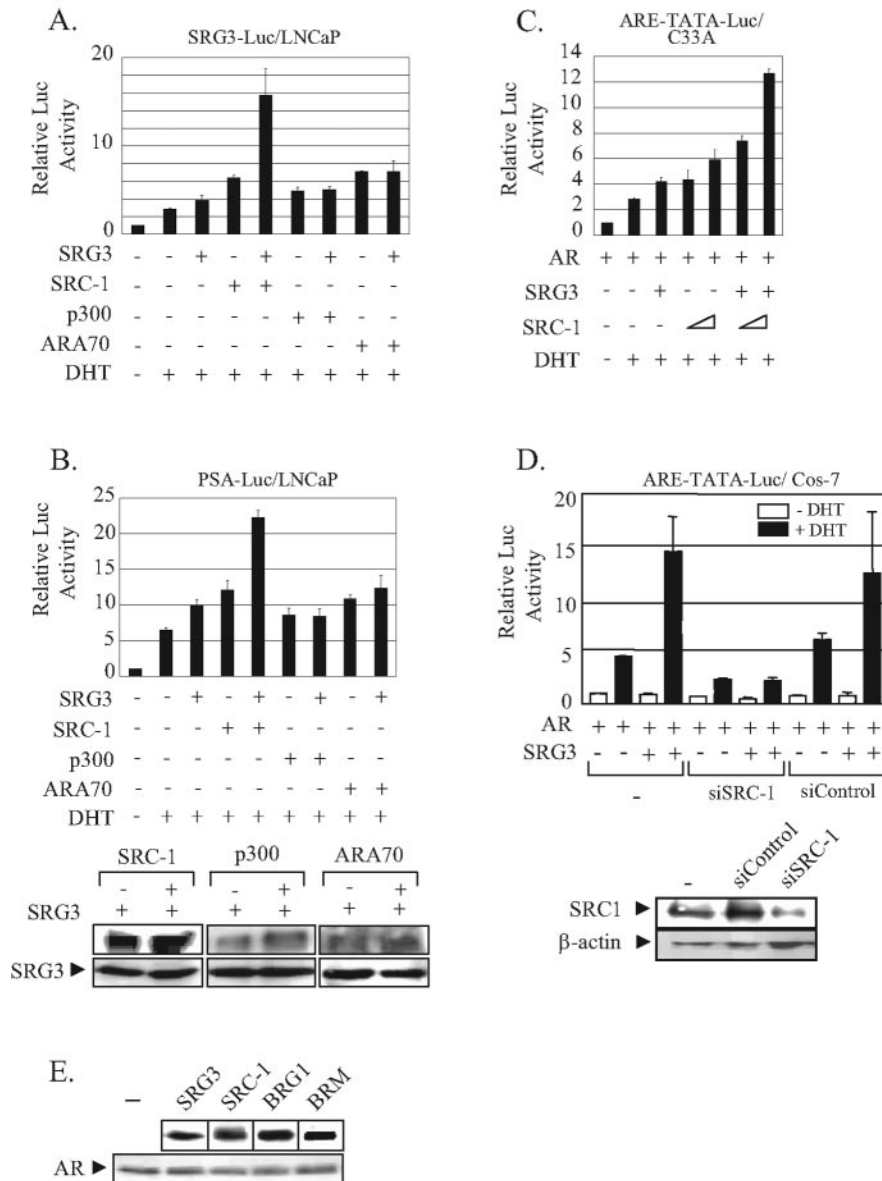 A.
SRG3-Luc/LNCaP
Relative Luc
Activity
20
10
0
SRG3 - - + - + - + - +
SRC-1 - - - + + - - - -
p300 - - - - - + + - -
ARA70 - - - - - - - + +
DHT - + + + + + + + +
B.
PSA-Luc/LNCaP
Relative Luc
Activity
25
20
15
10
5
0
SRG3 - - + - + - + - +
SRC-1 - - - + + - - - -
p300 - - - - - + + - -
ARA70 - - - - - - - + +
DHT - + + + + + + + +
SRC-1 p300 ARA70
- + - + - +
SRG3 + + + + + +
SRG3
C.
ARE-TATA-Luc/
C33A
Relative Luc
Activity
14
12
10
8
6
4
2
0
AR + + + + + + +
SRG3 - - + - - + +
SRC-1 - - -
DHT - + + + + + +
D.
ARE-TATA-Luc/ Cos-7
- DHT
+ DHT
Relative Luc
Activity
20
15
10
5
0
AR + + + + + + + + + + + +
SRG3 - - + + - - + + - - + +
- siSRC-1 siControl
- siControl siSRC-1
SRC1
β-actin
E.
- SRG3 SRC-1 BRG1 BRM
AR